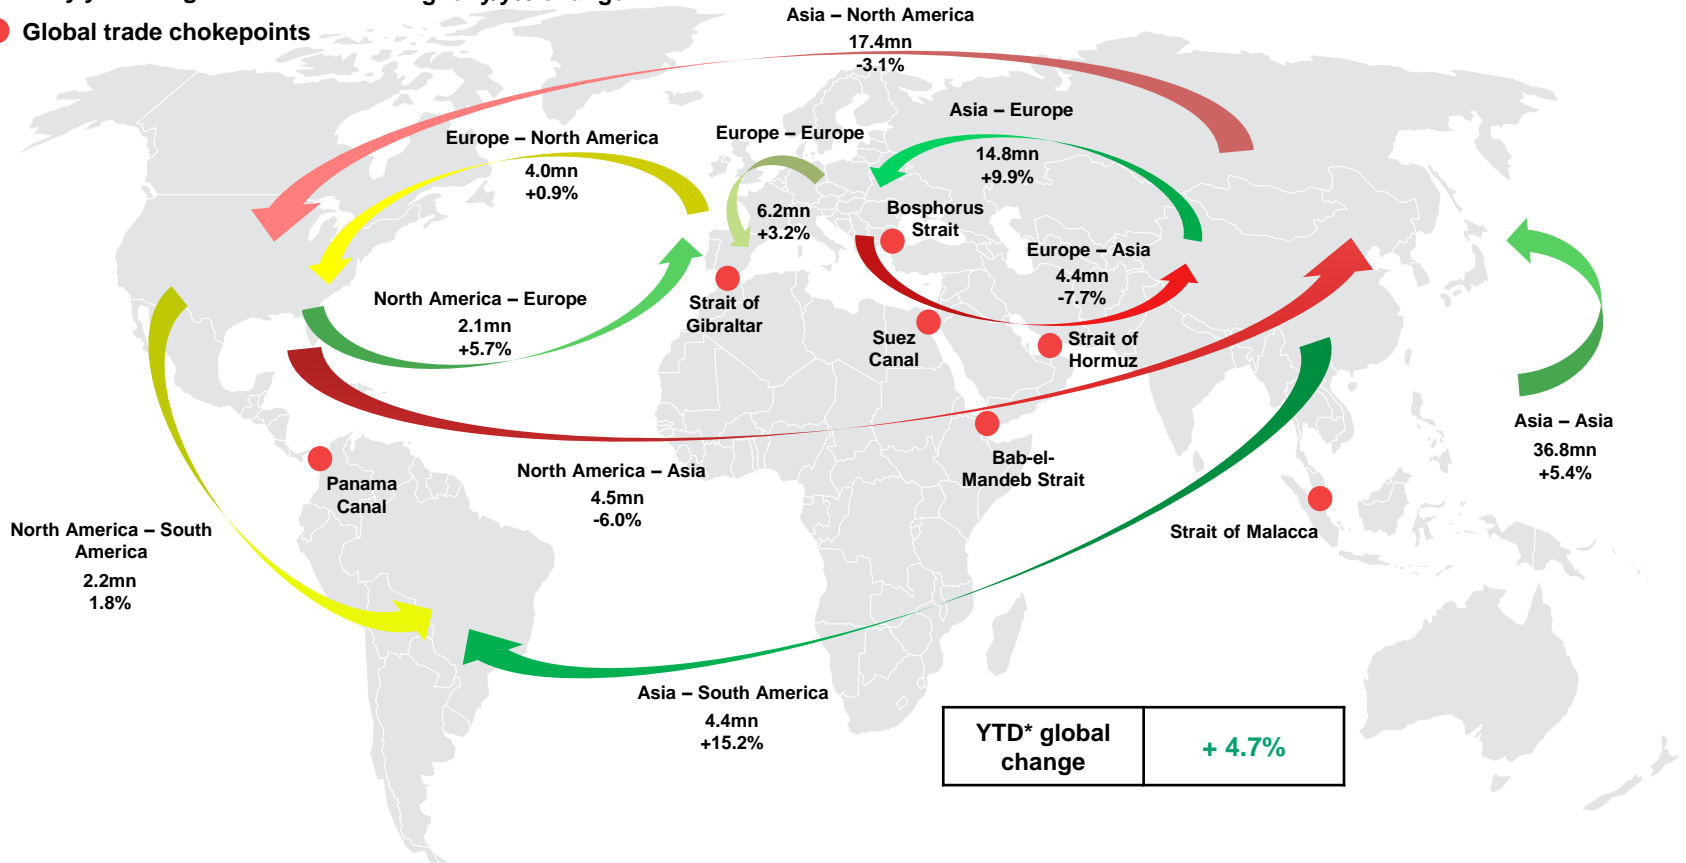 Global trade chokepoints
Asia – North America
17.4mn
-3.1%
Europe – North America
4.0mn
+0.9%
Europe – Europe
6.2mn
+3.2%
Asia – Europe
14.8mn
+9.9%
Bosphorus
Strait
Europe – Asia
4.4mn
-7.7%
North America – Europe
2.1mn
+5.7%
Strait of
Gibraltar
Suez
Canal
Strait of
Hormuz
Asia – Asia
36.8mn
+5.4%
Bab-el-
Mandeb Strait
North America – Asia
4.5mn
-6.0%
Panama
Canal
North America – South
America
2.2mn
1.8%
Strait of Malacca
Asia – South America
4.4mn
+15.2%
YTD* global
change
+ 4.7%